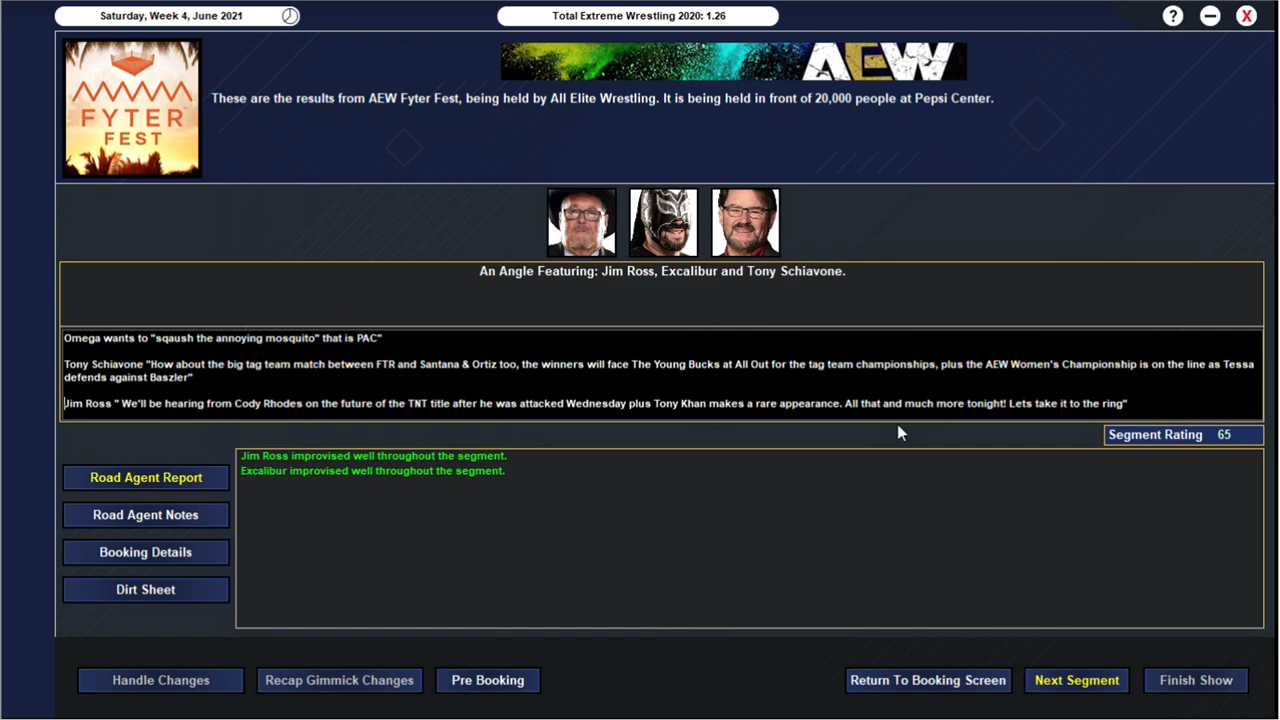 Saturday, Week 4, June 2021
Total Extreme Wrestling 2020: 1.26
?
X
FYTER
FEST
AEW
These are the results from AEW Fyter Fest, being held by All Elite Wrestling. It is being held in front of 20,000 people at Pepsi Center.
An Angle Featuring: Jim Ross, Excalibur and Tony Schiavone.
Omega wants to "sqaush the annoying mosquito" that is PAC"
Tony Schiavone "How about the big tag team match between FTR and Santana & Ortiz too, the winners will face The Young Bucks at All Out for the tag team championships, plus the AEW Women's Championship is on the line as Tessa
defends against Baszler"
Jim Ross " We'll be hearing from Cody Rhodes on the future of the TNT title after he was attacked Wednesday plus Tony Khan makes a rare appearance. All that and much more tonight! Lets take it to the ring"
Segment Rating 65
Jim Ross improvised well throughout the segment.
Excalibur improvised well throughout the segment.
Road Agent Report
Road Agent Notes
Booking Details
Dirt Sheet
Handle Changes
Recap Gimmick Changes
Pre Booking
Return To Booking Screen
Next Segment
Finish Show